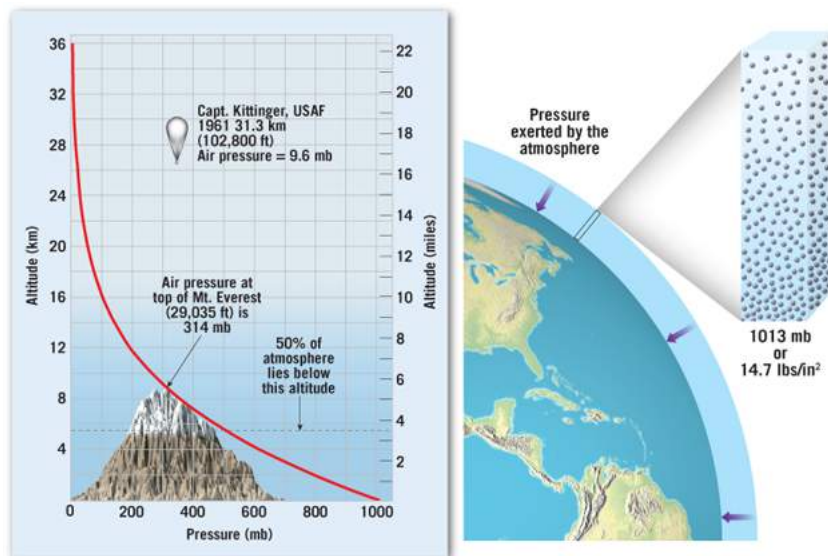 36
32
28
24
20
16
12
8
4
Altitude (km)
0
200
400
600
800
1000
Pressure (mb)
22
20
18
16
14
12
10
8
6
4
2
Altitude (miles)
Capt. Kittinger, USAF
1961 31.3 km
(102,800 ft)
Air pressure = 9.6 mb
Air pressure at
top of Mt. Everest
(29,035 ft) is
314 mb
50% of
atmosphere
lies below
this altitude
Pressure
exerted by the
atmosphere
1013 mb
or
14.7 lbs/in²